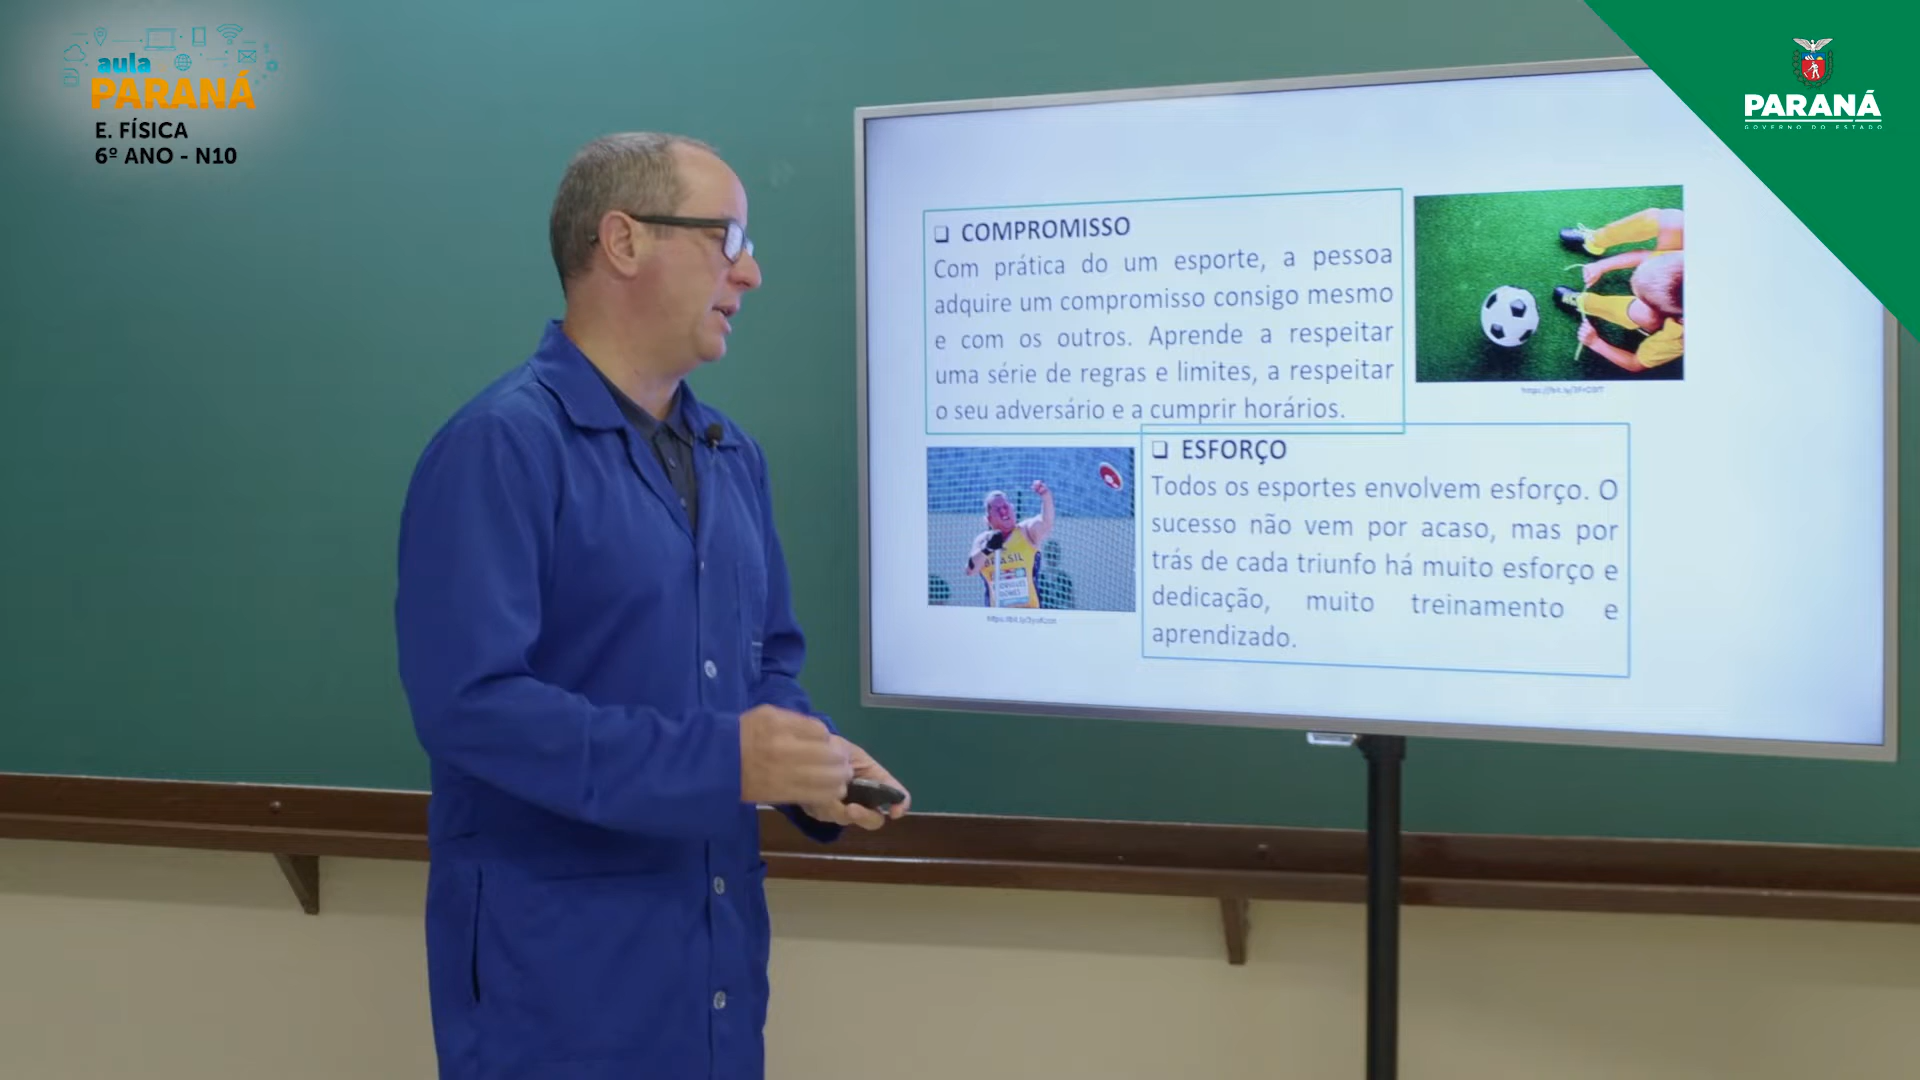 aula
PARANÁ
E. FÍSICA
6º ANO - N10
PARANÁ
GOVERNO DO ESTADO
❑ COMPROMISSO
Com prática do um esporte, a pessoa
adquire um compromisso consigo mesmo
e com os outros. Aprende a respeitar
uma série de regras e limites, a respeitar
o seu adversário e a cumprir horários.
❑ ESFORÇO
Todos os esportes envolvem esforço. O
sucesso não vem por acaso, mas por
trás de cada triunfo há muito esforço e
dedicação, muito treinamento e
aprendizado.
BRASIL